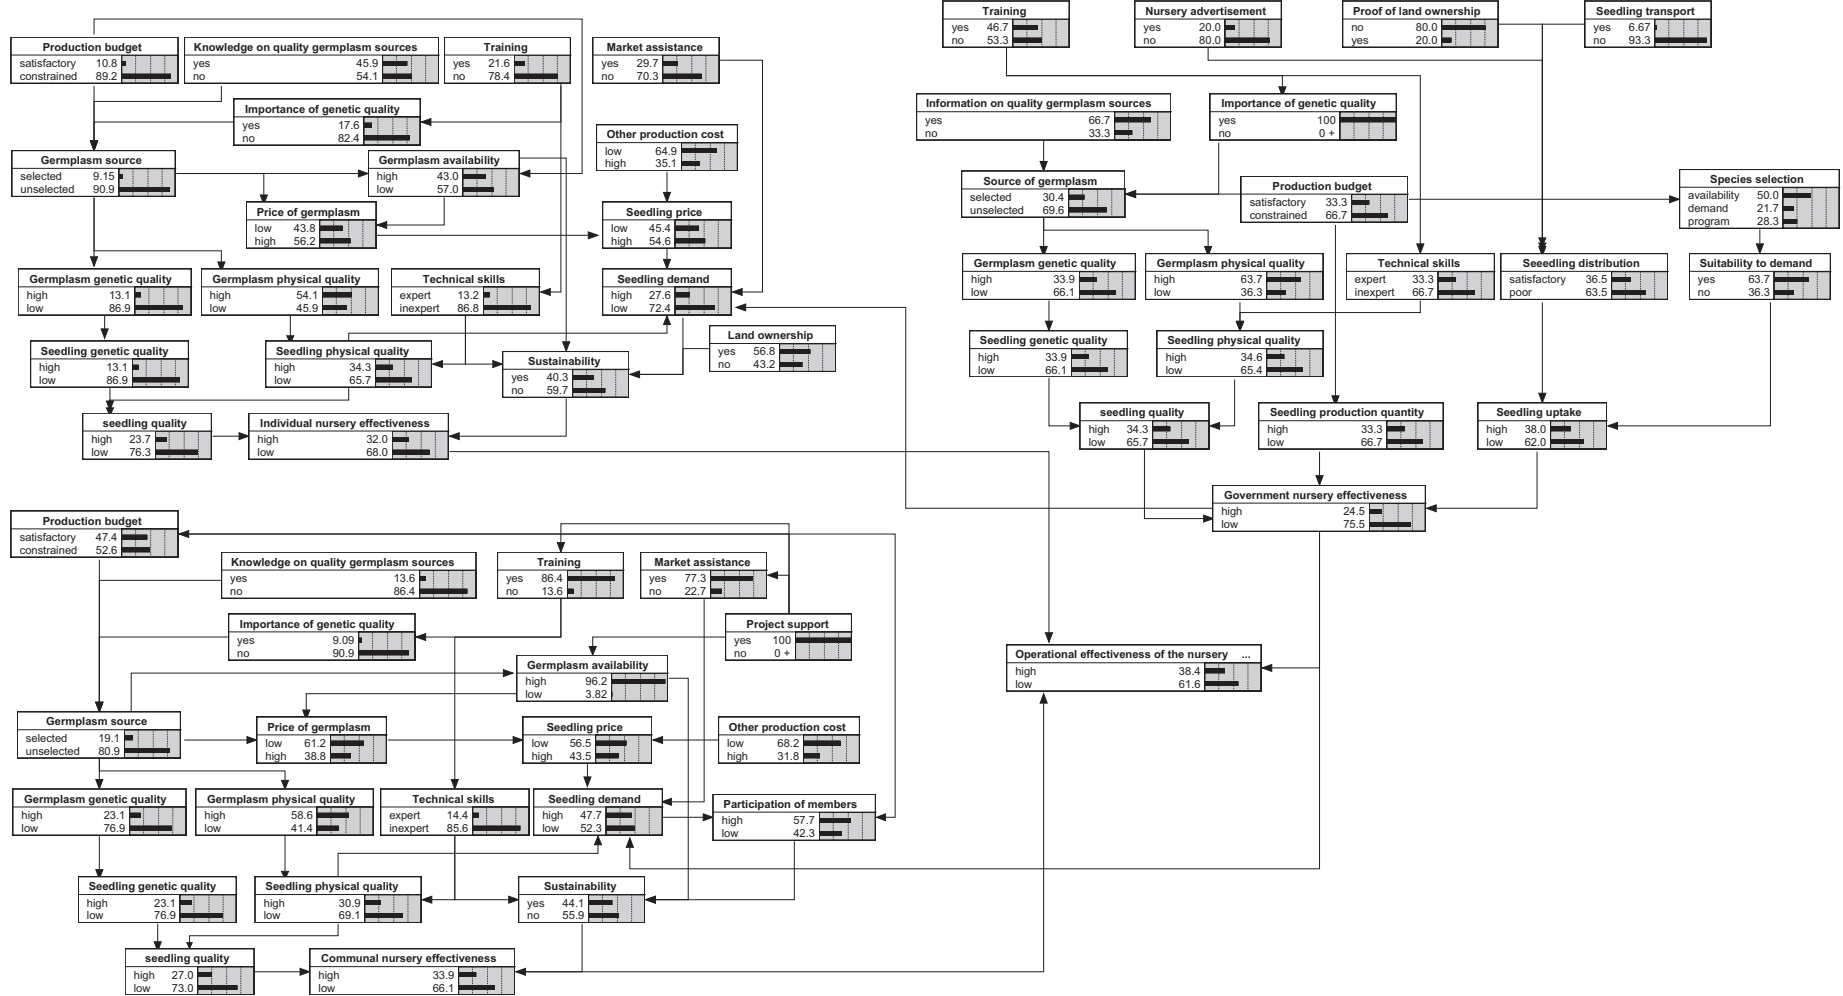 Production budget
satisfactory 10.8
constrained 89.2
Knowledge on quality germplasm sources
yes 45.9
no 54.1
Training
yes 21.6
no 78.4
Market assistance
yes 29.7
no 70.3
Importance of genetic quality
yes 17.6
no 82.4
Other production cost
low 64.9
high 35.1
Germplasm source
selected 9.15
unselected 90.9
Germplasm availability
high 43.0
low 57.0
Price of germplasm
low 43.8
high 56.2
Seedling price
low 45.4
high 54.6
Germplasm genetic quality
high 13.1
low 86.9
Germplasm physical quality
high 54.1
low 45.9
Technical skills
expert 13.2
inexpert 86.8
Seedling demand
high 27.6
low 72.4
Land ownership
yes 56.8
no 43.2
Seedling genetic quality
high 13.1
low 86.9
Seedling physical quality
high 34.3
low 65.7
Sustainability
yes 40.3
no 59.7
seedling quality
high 23.7
low 76.3
Individual nursery effectiveness
high 32.0
low 68.0
Training
yes 46.7
no 53.3
Nursery advertisement
yes 20.0
no 80.0
Proof of land ownership
no 80.0
yes 20.0
Seedling transport
yes 6.67
no 93.3
Information on quality germplasm sources
yes 66.7
no 33.3
Importance of genetic quality
yes 100
no 0 +
Source of germplasm
selected 30.4
unselected 69.6
Production budget
satisfactory 33.3
constrained 66.7
Species selection
availability 50.0
demand 21.7
program 28.3
Germplasm genetic quality
high 33.9
low 66.1
Germplasm physical quality
high 63.7
low 36.3
Technical skills
expert 33.3
inexpert 66.7
Seeedling distribution
satisfactory 36.5
poor 63.5
Suitability to demand
yes 63.7
no 36.3
Seedling genetic quality
high 33.9
low 66.1
Seedling physical quality
high 34.6
low 65.4
seedling quality
high 34.3
low 65.7
Seedling production quantity
high 33.3
low 66.7
Seedling uptake
high 38.0
low 62.0
Government nursery effectiveness
high 24.5
low 75.5
Production budget
satisfactory 47.4
constrained 52.6
Knowledge on quality germplasm sources
yes 13.6
no 86.4
Training
yes 86.4
no 13.6
Market assistance
yes 77.3
no 22.7
Importance of genetic quality
yes 9.09
no 90.9
Project support
yes 100
no 0 +
Germplasm availability
high 96.2
low 3.82
Operational effectiveness of the nursery ...
high 38.4
low 61.6
Germplasm source
selected 19.1
unselected 80.9
Price of germplasm
low 61.2
high 38.8
Seedling price
low 56.5
high 43.5
Other production cost
low 68.2
high 31.8
Germplasm genetic quality
high 23.1
low 76.9
Germplasm physical quality
high 58.6
low 41.4
Technical skills
expert 14.4
inexpert 85.6
Seedling demand
high 47.7
low 52.3
Participation of members
high 57.7
low 42.3
Seedling genetic quality
high 23.1
low 76.9
Seedling physical quality
high 30.9
low 69.1
Sustainability
yes 44.1
no 55.9
seedling quality
high 27.0
low 73.0
Communal nursery effectiveness
high 33.9
low 66.1